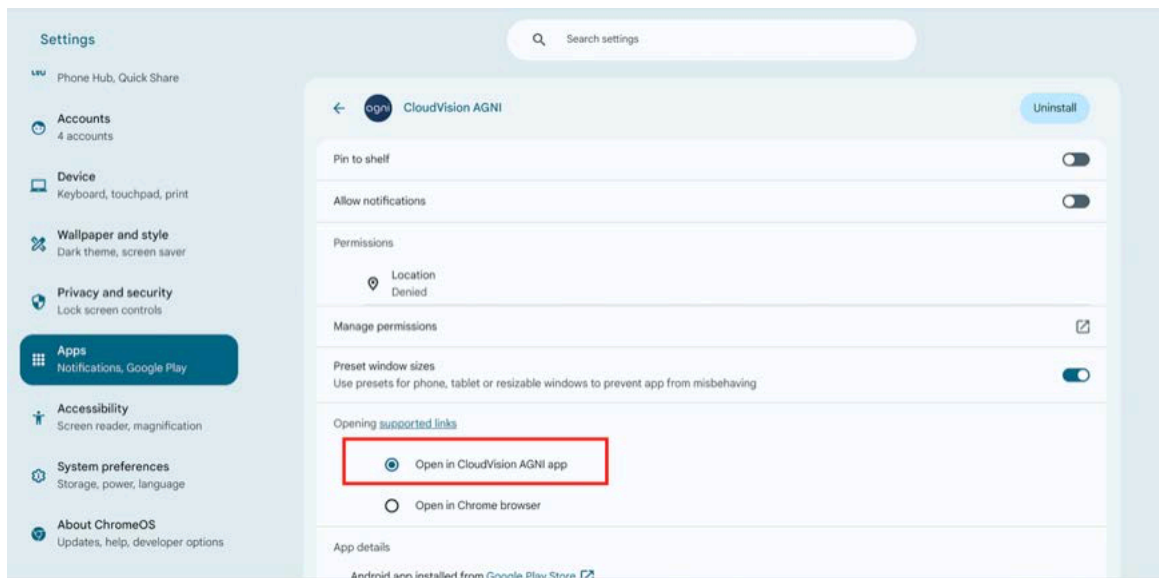 Settings
Search settings
Phone Hub, Quick Share
Accounts
4 accounts
Device
Keyboard, touchpad, print
Wallpaper and style
Dark theme, screen saver
Privacy and security
Lock screen controls
Apps
Notifications, Google Play
Accessibility
Screen reader, magnification
System preferences
Storage, power, language
About ChromeOS
Updates, help, developer options
agni CloudVision AGNI
Uninstall
Pin to shelf
Allow notifications
Permissions
Location
Denied
Manage permissions
Preset window sizes
Use presets for phone, tablet or resizable windows to prevent app from misbehaving
Opening supported links
Open in CloudVision AGNI app
Open in Chrome browser
App details
Android app installed from Google Play Store